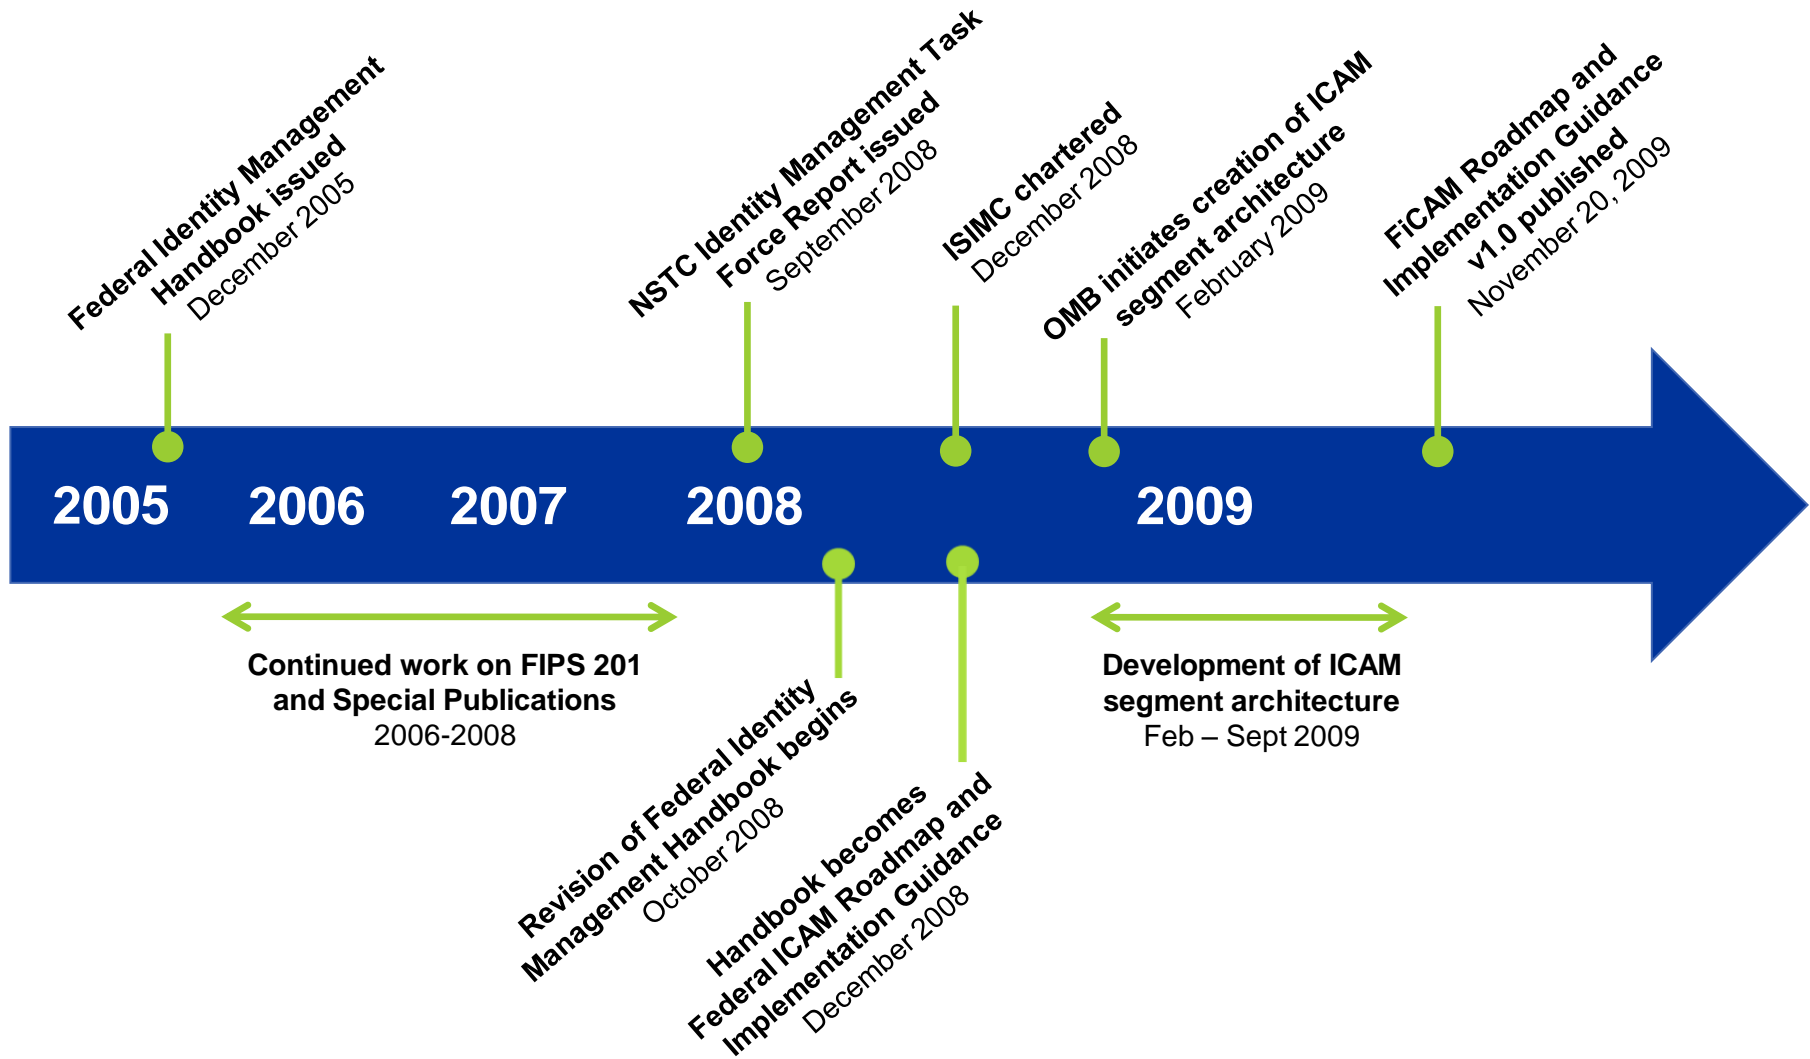 Federal Identity Management
Handbook issued
December 2005
NSTC Identity Management Task
Force Report issued
September 2008
ISIMC chartered
December 2008
OMB initiates creation of ICAM
segment architecture
February 2009
FiCAM Roadmap and
Implementation Guidance
v1.0 published
November 20, 2009
2005
2006
2007
2008
2009
Continued work on FIPS 201
and Special Publications
2006-2008
Revision of Federal Identity
Management Handbook begins
October 2008
Handbook becomes
Federal ICAM Roadmap and
Implementation Guidance
December 2008
Development of ICAM
segment architecture
Feb – Sept 2009